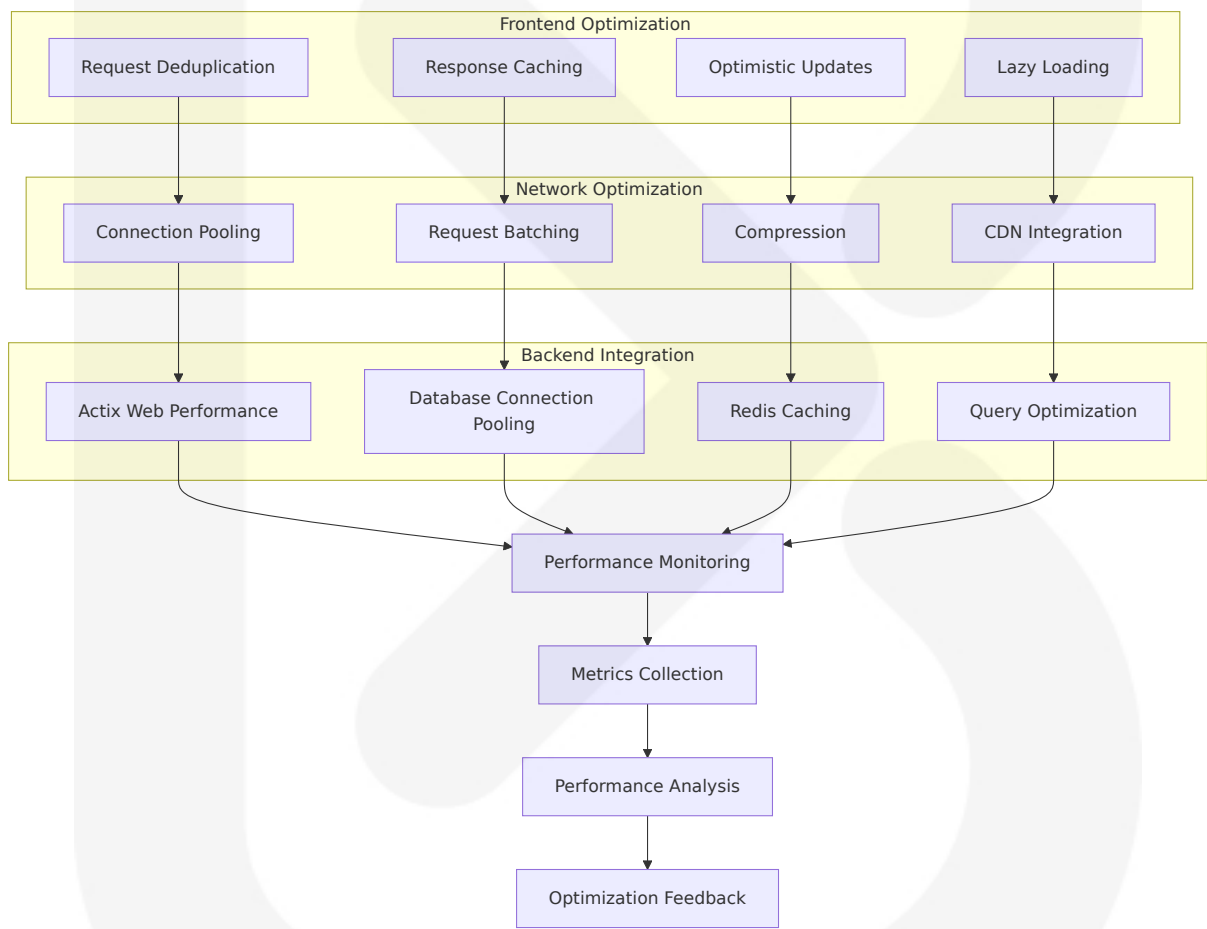 Frontend Optimization
Request Deduplication
Response Caching
Optimistic Updates
Lazy Loading
Network Optimization
Connection Pooling
Request Batching
Compression
CDN Integration
Backend Integration
Actix Web Performance
Database Connection
Pooling
Redis Caching
Query Optimization
Performance Monitoring
Metrics Collection
Performance Analysis
Optimization Feedback